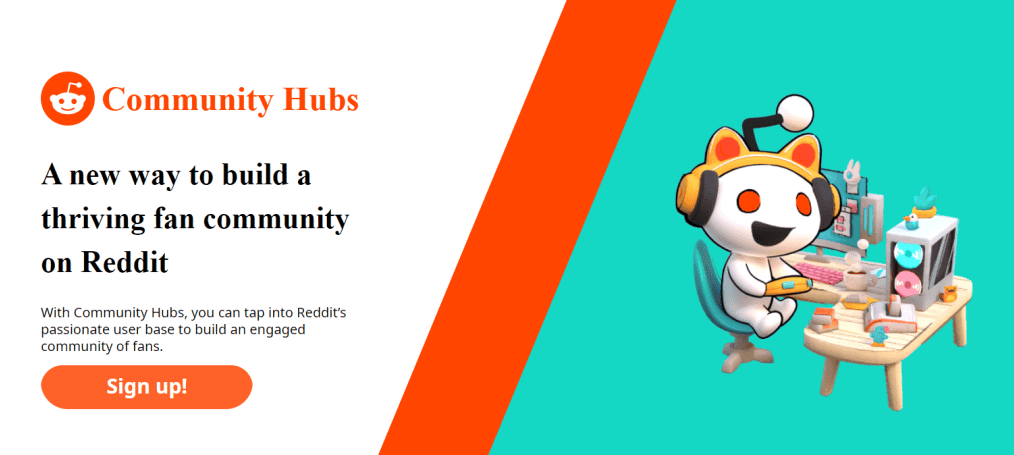 Community Hubs
A new way to build a
thriving fan community
on Reddit
With Community Hubs, you can tap into Reddit’s
passionate user base to build an engaged
community of fans.
Sign up!